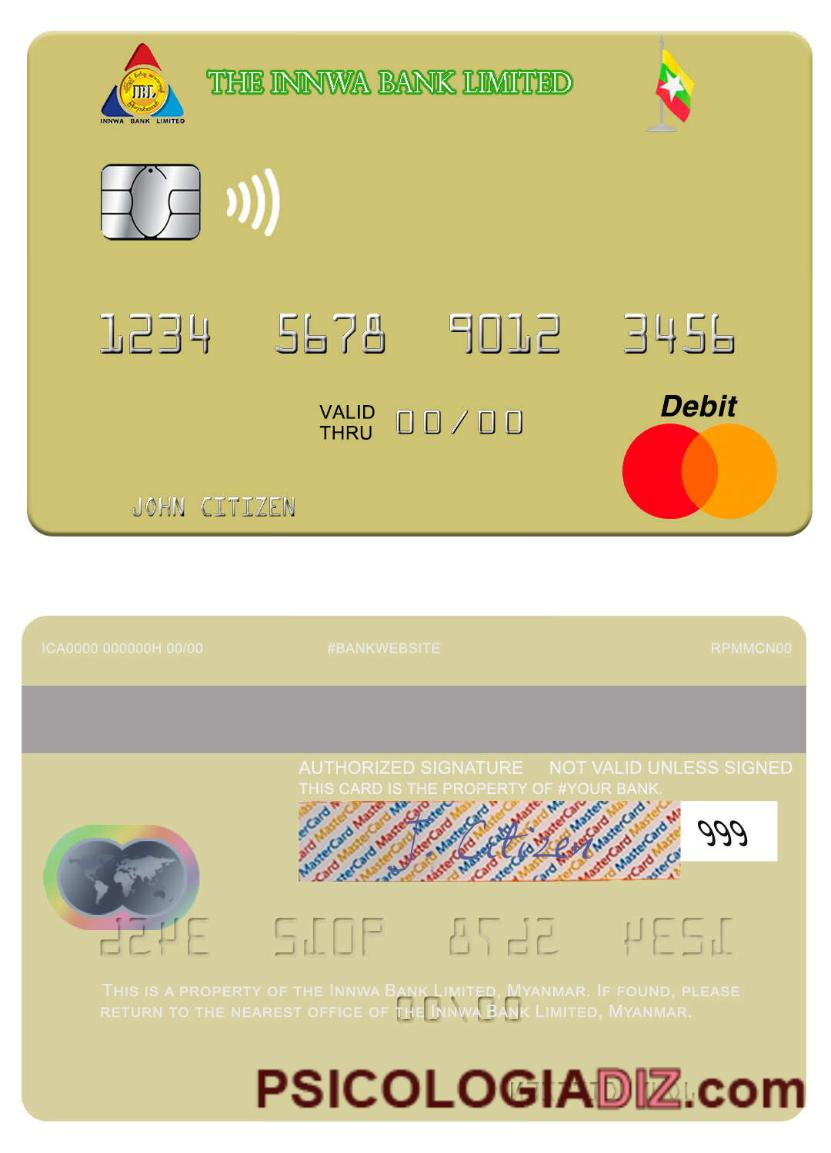 THE INNWA BANK LIMITED
IBL
INNWA BANK LIMITED
1234 5678 9012 3456
Debit
VALID THRU 00/00
JOHN CITIZEN
ICA0000 000000H 00/00 #BANKWEBSITE RPMMCN00
AUTHORIZED SIGNATURE NOT VALID UNLESS SIGNED
THIS CARD IS THE PROPERTY OF #YOUR BANK.
MasterCard MasterCard MasterCard
J. Citizen
999
THIS IS A PROPERTY OF THE INNWA BANK LIMITED, MYANMAR. IF FOUND, PLEASE
RETURN TO THE NEAREST OFFICE OF THE INNWA BANK LIMITED, MYANMAR.
PSICOLOGIADIZ.com